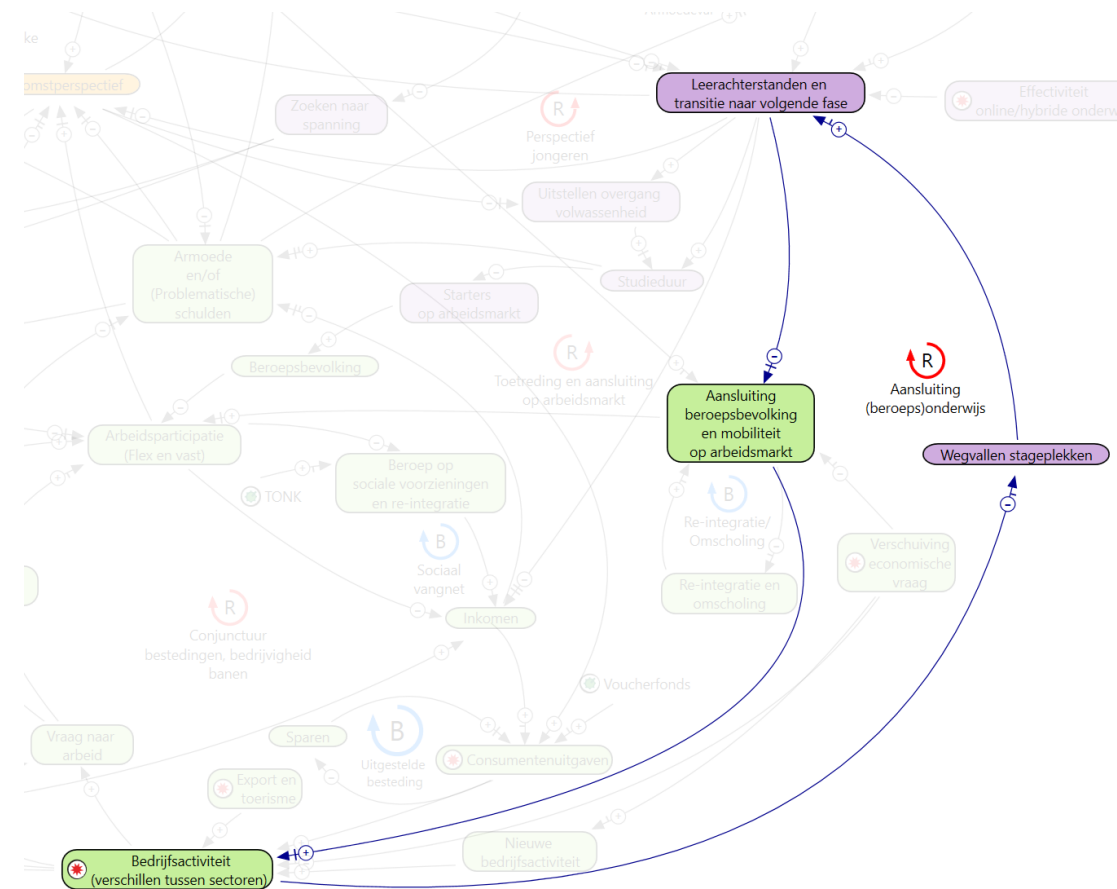 ke
omstperspectief
Zoeken naar
spanning
Perspectief
jongeren
Leerachterstanden en
transitie naar volgende fase
Effectiviteit
online/hybride onderw
Uitstellen overgang
volwassenheid
Armoede
en/of
(Problematische)
schulden
Starters
op arbeidsmarkt
Studieduur
Beroepsbevolking
R
Toetreding en aansluiting
op arbeidsmarkt
Aansluiting
beroepsbevolking
en mobiliteit
op arbeidsmarkt
R
Aansluiting
(beroeps)onderwijs
Arbeidsparticipatie
(Flex en vast)
Beroep op
sociale voorzieningen
en re-integratie
TONK
Wegvallen stageplekken
B
Re-integratie/
Omscholing
B
Sociaal
vangnet
Verschuiving
economische
vraag
Re-integratie en
omscholing
R
Conjunctuur
bestedingen, bedrijvigheid
banen
Inkomen
Voucherfonds
Vraag naar
arbeid
Sparen
B
Uitgestelde
besteding
Consumentenuitgaven
Export en
toerisme
Nieuwe
bedrijfsactiviteit
Bedrijfsactiviteit
(verschillen tussen sectoren)